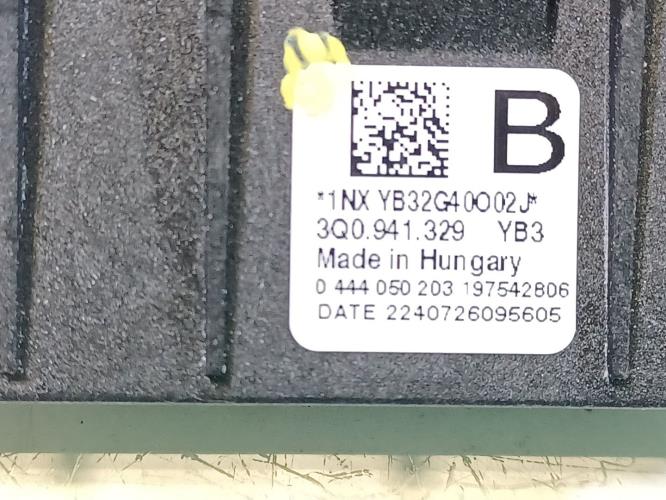 B
*1NX YB32G40O02J*
3Q0.941.329 YB3
Made in Hungary
0 444 050 203 197542806
DATE 2240726095605